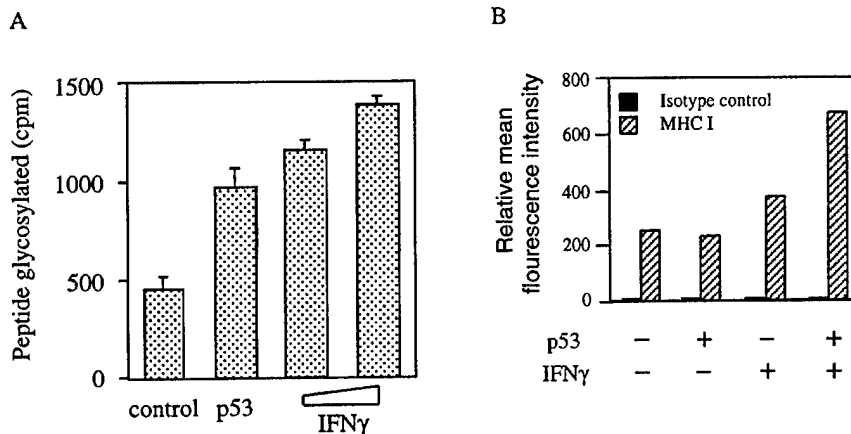 A
Peptide glycosylated (cpm)
1500
1000
500
0
control p53
IFNγ
B
Relative mean
flourescence intensity
800
600
400
200
0
Isotype control
MHC I
p53 − + − +
IFNγ − − + +